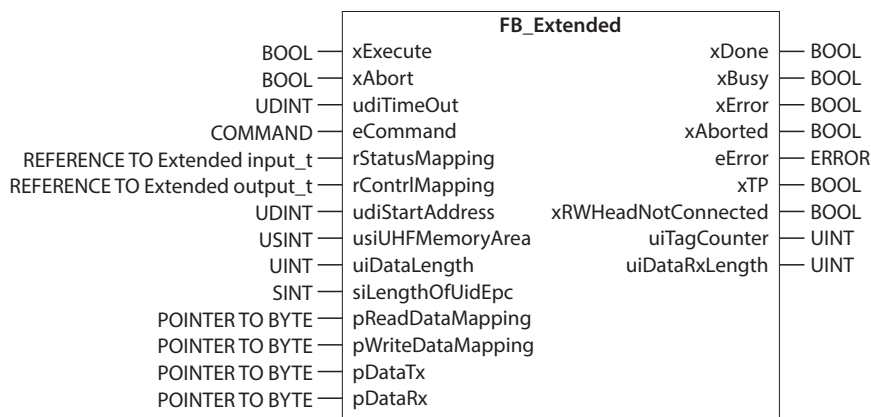 FB_Extended
BOOL xExecute xDone BOOL
BOOL xAbort xBusy BOOL
UDINT udiTimeOut xError BOOL
COMMAND eCommand xAborted BOOL
REFERENCE TO Extended input_t rStatusMapping eError ERROR
REFERENCE TO Extended output_t rContrlMapping xTP BOOL
UDINT udiStartAddress xRWHeadNotConnected BOOL
USINT usiUHFMemoryArea uiTagCounter UINT
UINT uiDataLength uiDataRxLength UINT
SINT siLengthOfUidEpc
POINTER TO BYTE pReadDataMapping
POINTER TO BYTE pWriteDataMapping
POINTER TO BYTE pDataTx
POINTER TO BYTE pDataRx